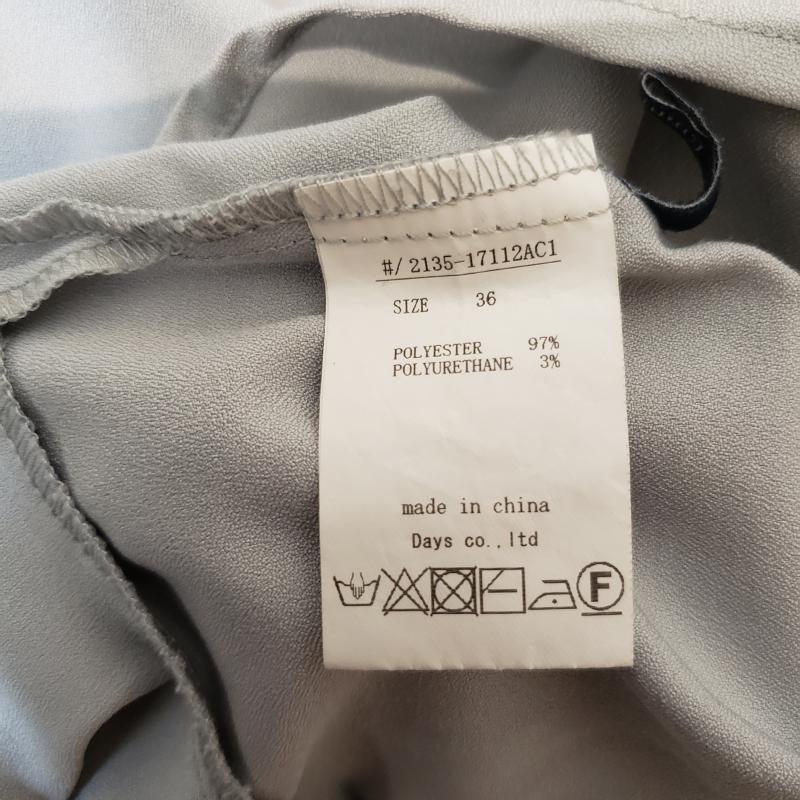 #/ 2135-17112AC1
SIZE 36
POLYESTER 97%
POLYURETHANE 3%
made in china
Days co.,ltd
F